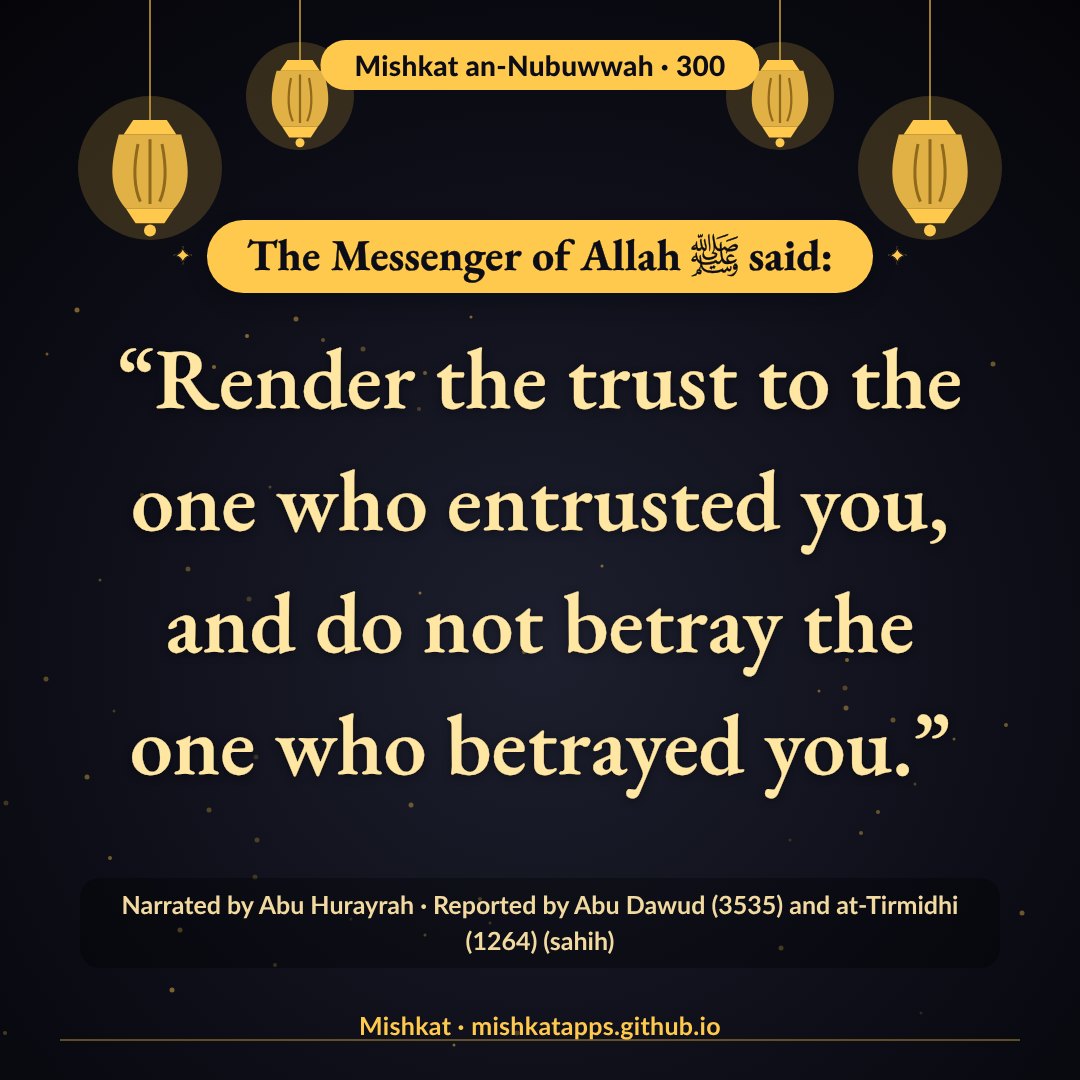 Mishkat an-Nubuwwah · 300
The Messenger of Allah ﷺ said:
“Render the trust to the
one who entrusted you,
and do not betray the
one who betrayed you.”
Narrated by Abu Hurayrah · Reported by Abu Dawud (3535) and at-Tirmidhi
(1264) (sahih)
Mishkat · mishkatapps.github.io